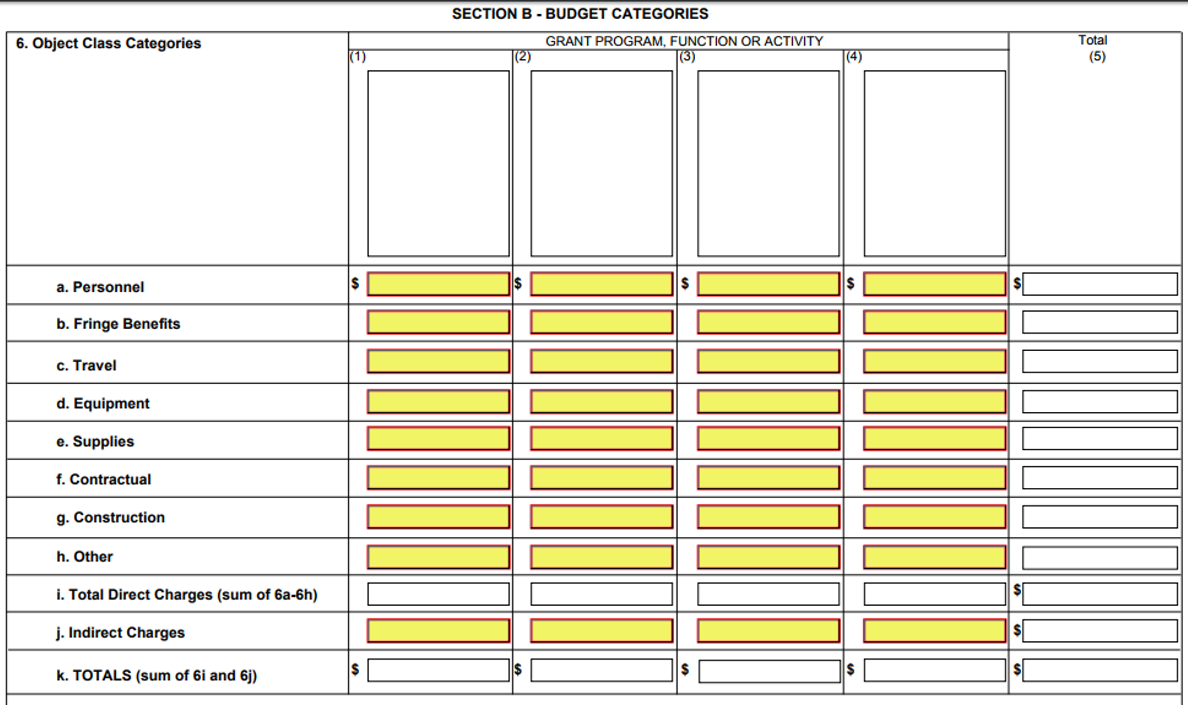 SECTION B - BUDGET CATEGORIES
6. Object Class Categories
GRANT PROGRAM, FUNCTION OR ACTIVITY
Total
(1) (2) (3) (4) (5)
a. Personnel $ $ $ $ $
b. Fringe Benefits
c. Travel
d. Equipment
e. Supplies
f. Contractual
g. Construction
h. Other
i. Total Direct Charges (sum of 6a-6h) $
j. Indirect Charges $
k. TOTALS (sum of 6i and 6j) $ $ $ $ $